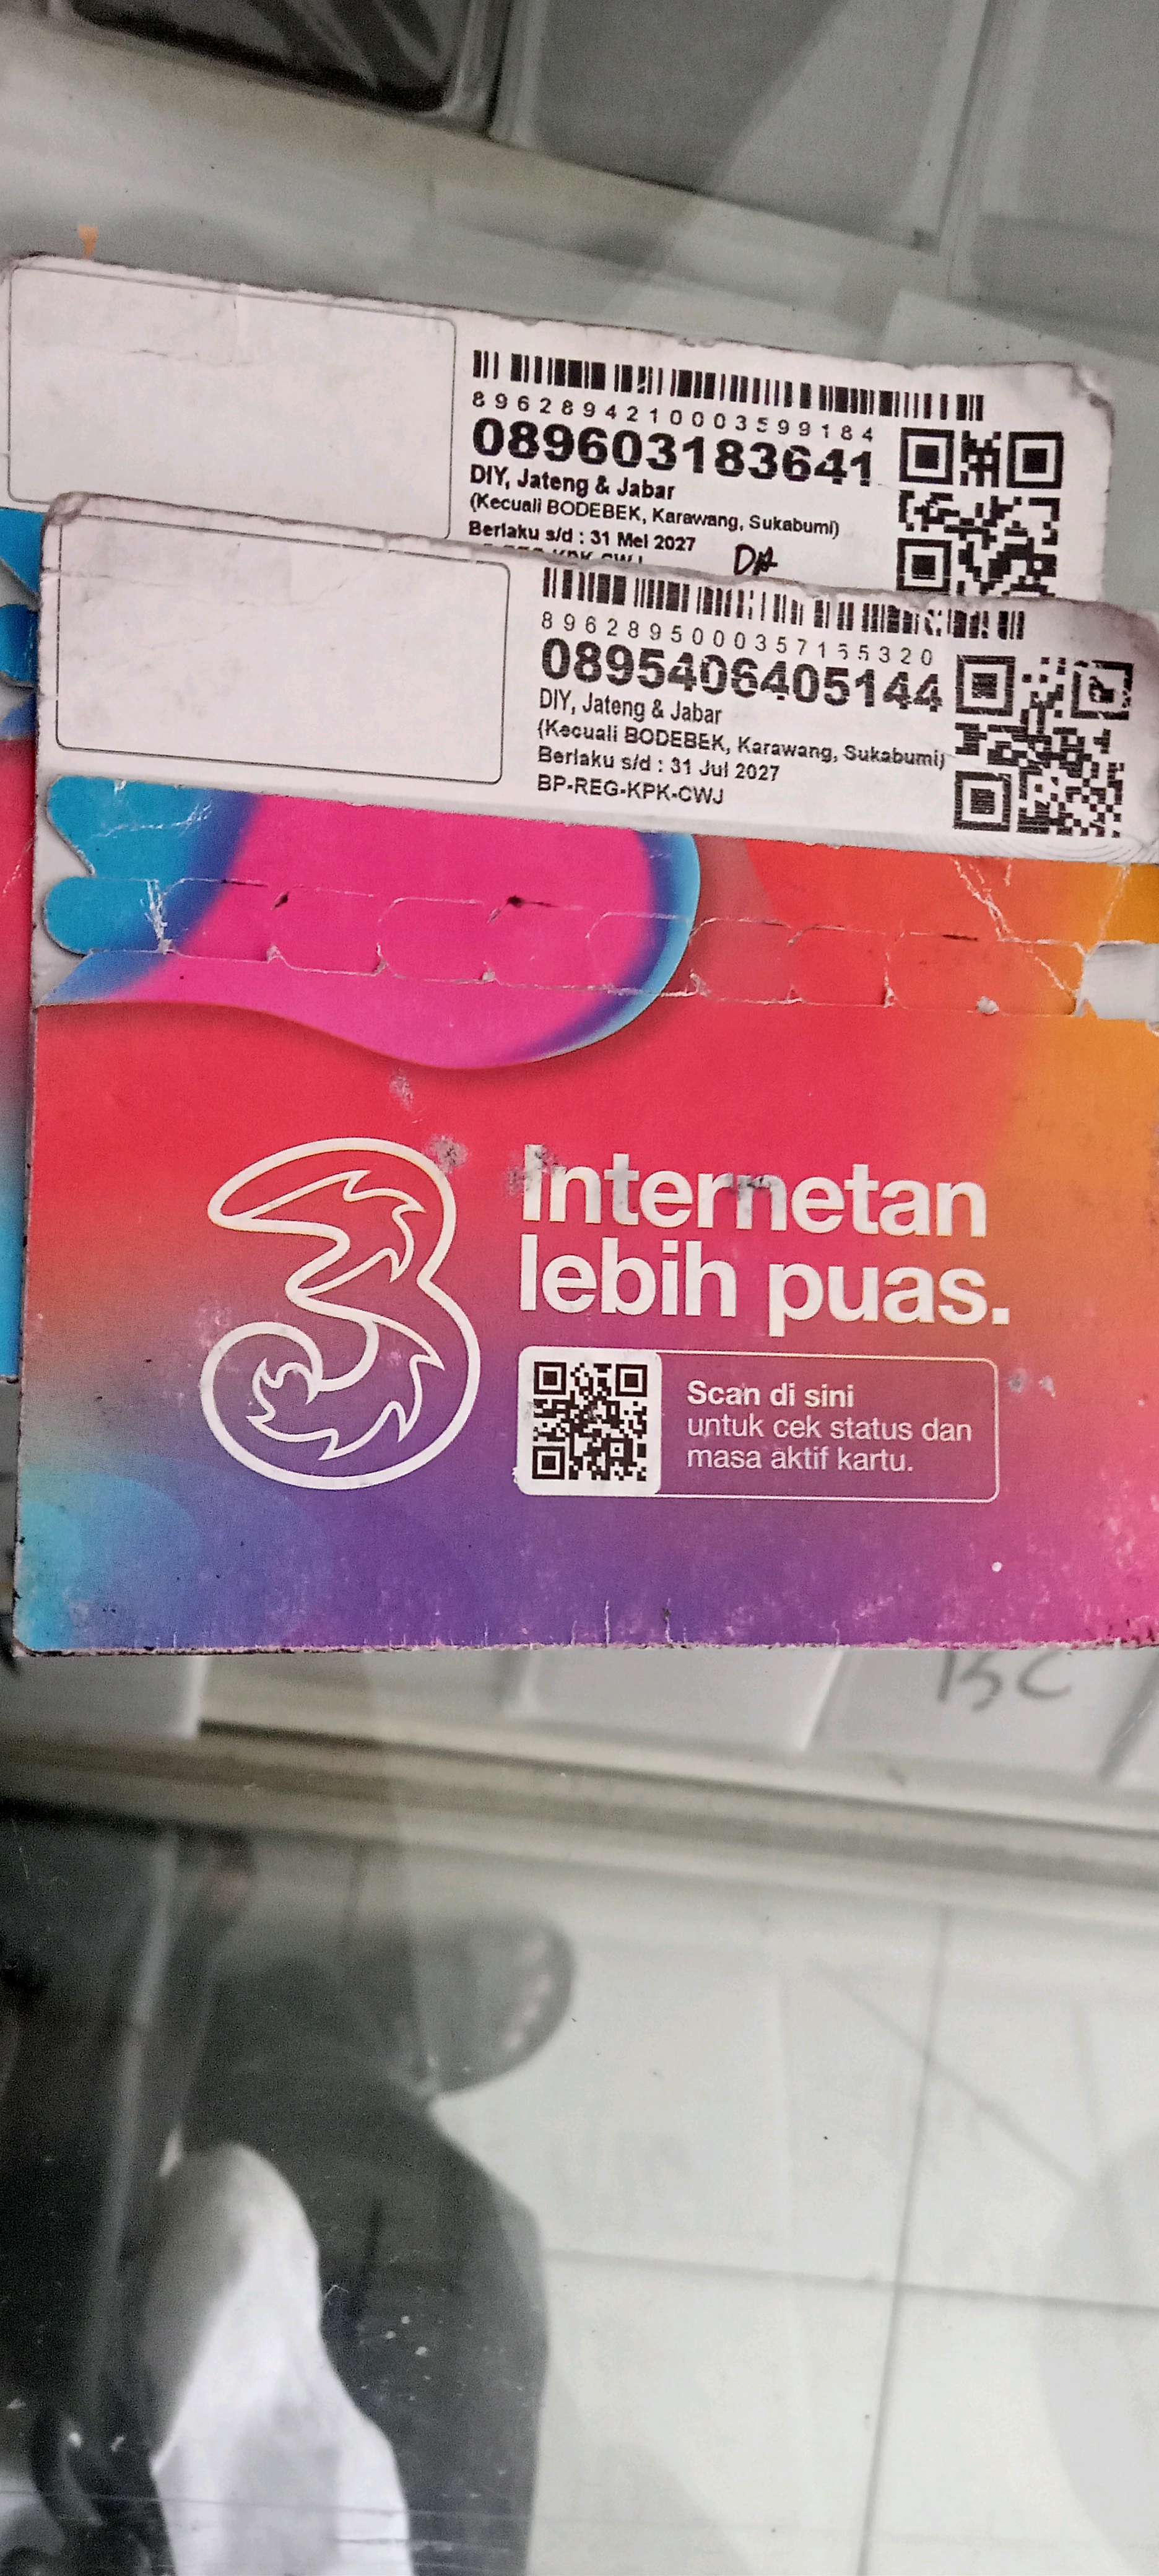 8962894210003599184
089603183641
DIY, Jateng & Jabar
(Kecuali BODEBEK, Karawang, Sukabumi)
Berlaku s/d : 31 Mei 2027
DA
8962895000357155320
0895406405144
DIY, Jateng & Jabar
(Kecuali BODEBEK, Karawang, Sukabumi)
Berlaku s/d : 31 Jul 2027
BP-REG-KPK-CWJ
3
Internetan
lebih puas.
Scan di sini
untuk cek status dan
masa aktif kartu.